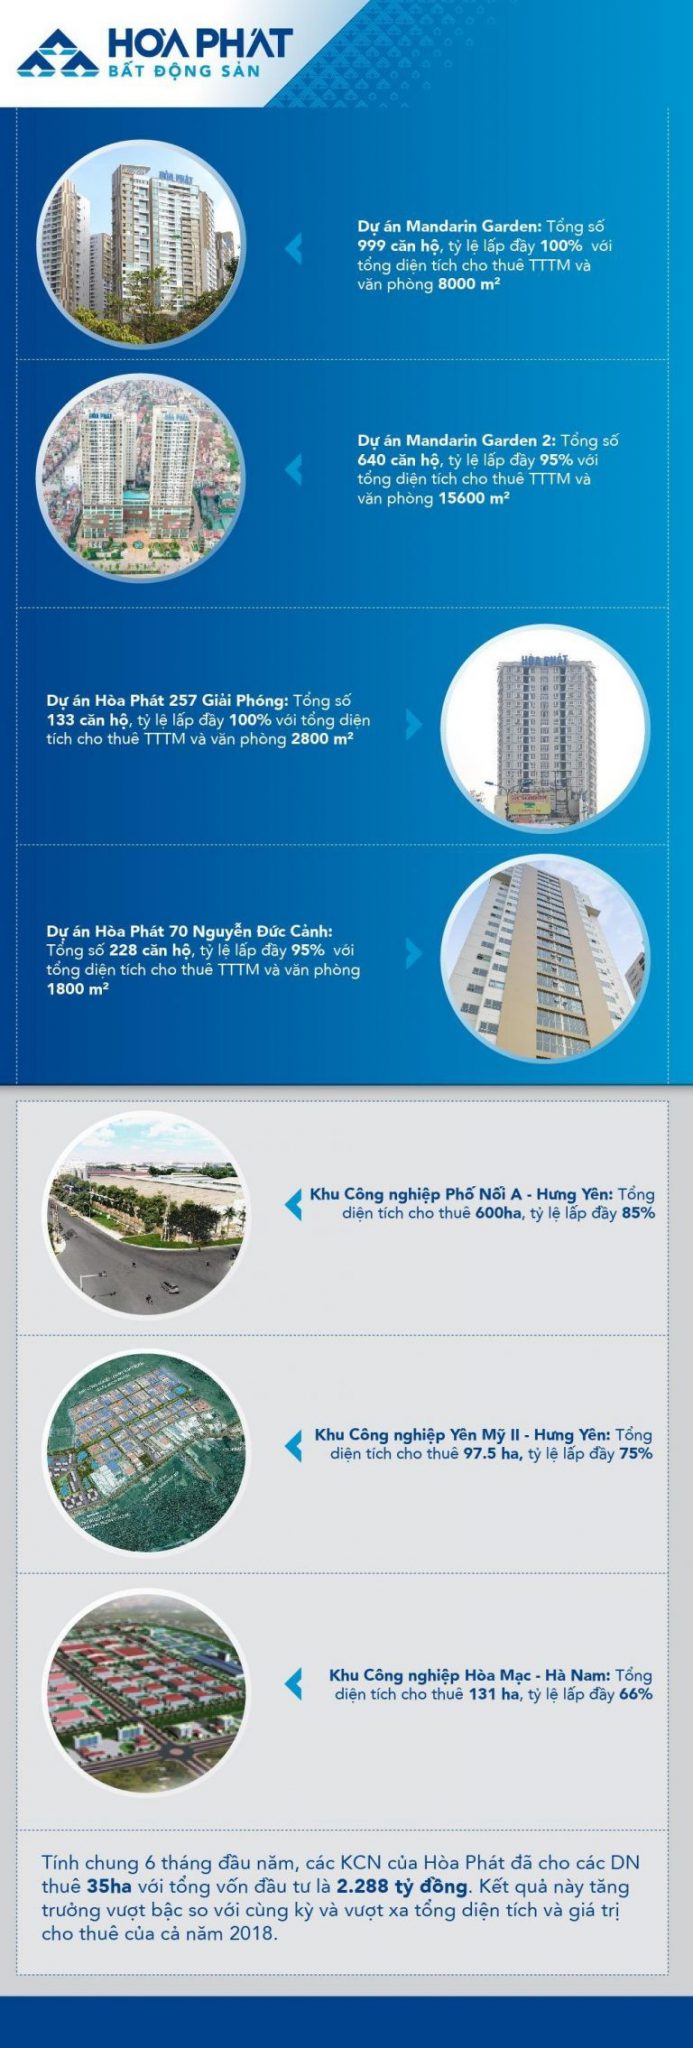 HÒA PHÁT
BẤT ĐỘNG SẢN
HÒA PHÁT
Dự án Mandarin Garden: Tổng số
999 căn hộ, tỷ lệ lấp đầy 100% với
tổng diện tích cho thuê TTTM và
văn phòng 8000 m²
HÒA PHÁT
HÒA PHÁT
Dự án Mandarin Garden 2: Tổng số
640 căn hộ, tỷ lệ lấp đầy 95% với
tổng diện tích cho thuê TTTM và
văn phòng 15600 m²
Dự án Hòa Phát 257 Giải Phóng: Tổng số
133 căn hộ, tỷ lệ lấp đầy 100% với tổng diện
tích cho thuê TTTM và văn phòng 2800 m²
HÒA PHÁT
Dự án Hòa Phát 70 Nguyễn Đức Cảnh:
Tổng số 228 căn hộ, tỷ lệ lấp đầy 95% với
tổng diện tích cho thuê TTTM và văn phòng
1800 m²
Khu Công nghiệp Phố Nối A - Hưng Yên: Tổng
diện tích cho thuê 600ha, tỷ lệ lấp đầy 85%
Khu Công nghiệp Yên Mỹ II - Hưng Yên: Tổng
diện tích cho thuê 97.5 ha, tỷ lệ lấp đầy 75%
Khu Công nghiệp Hòa Mạc - Hà Nam: Tổng
diện tích cho thuê 131 ha, tỷ lệ lấp đầy 66%
Tính chung 6 tháng đầu năm, các KCN của Hòa Phát đã cho các DN
thuê 35ha với tổng vốn đầu tư là 2.288 tỷ đồng. Kết quả này tăng
trưởng vượt bậc so với cùng kỳ và vượt xa tổng diện tích và giá trị
cho thuê của cả năm 2018.